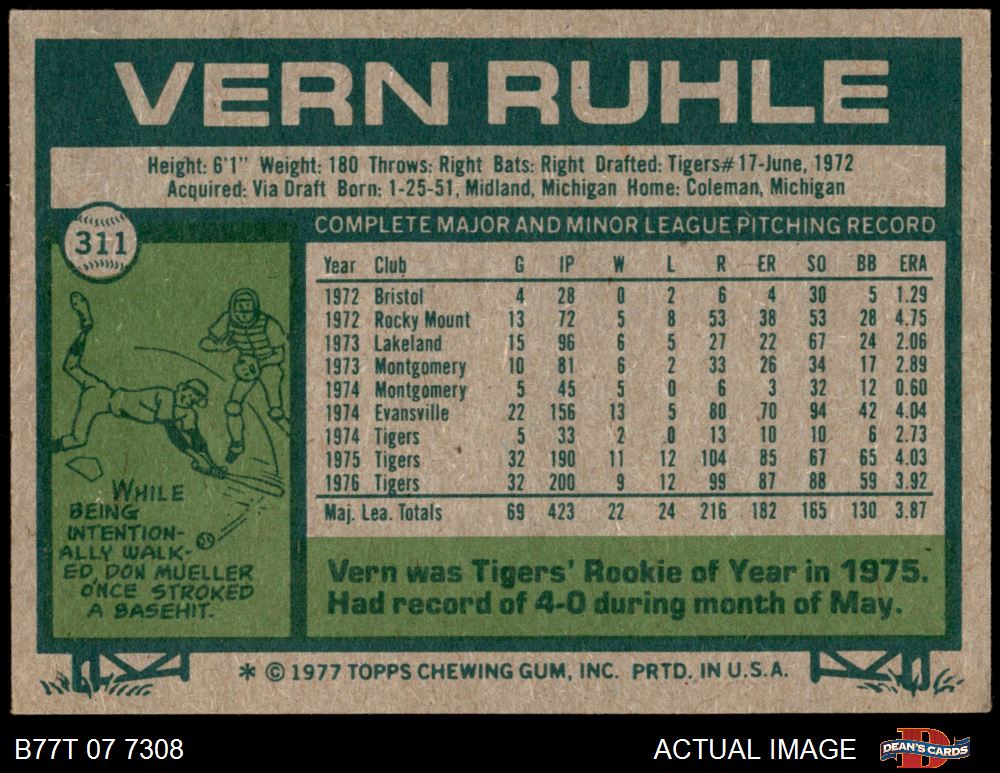 VERN RUHLE
Height: 6'1" Weight: 180 Throws: Right Bats: Right Drafted: Tigers#17-June, 1972
Acquired: Via Draft Born: 1-25-51, Midland, Michigan Home: Coleman, Michigan
311
COMPLETE MAJOR AND MINOR LEAGUE PITCHING RECORD
Year Club G IP W L R ER SO BB ERA
1972 Bristol 4 28 0 2 6 4 30 5 1.29
1972 Rocky Mount 13 72 5 8 53 38 53 28 4.75
1973 Lakeland 15 96 6 5 27 22 67 24 2.06
1973 Montgomery 10 81 6 2 33 26 34 17 2.89
1974 Montgomery 5 45 5 0 6 3 32 12 0.60
1974 Evansville 22 156 13 5 80 70 94 42 4.04
1974 Tigers 5 33 2 0 13 10 10 6 2.73
1975 Tigers 32 190 11 12 104 85 67 65 4.03
1976 Tigers 32 200 9 12 99 87 88 59 3.92
Maj. Lea. Totals 69 423 22 24 216 182 165 130 3.87
WHILE
BEING
INTENTION-
ALLY WALK-
ED, DON MUELLER
ONCE STROKED
A BASEHIT.
Vern was Tigers' Rookie of Year in 1975.
Had record of 4-0 during month of May.
* © 1977 TOPPS CHEWING GUM, INC. PRTD. IN U.S.A.
B77T 07 7308
ACTUAL IMAGE
DEAN'S CARDS